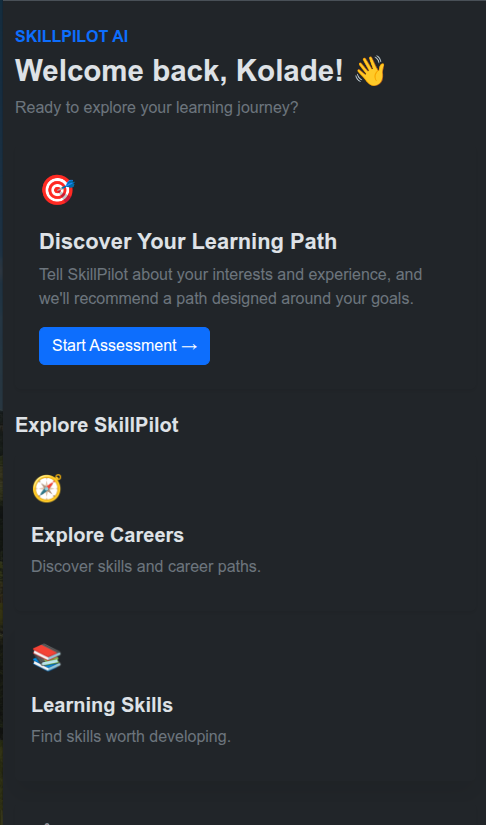 SKILLPILOT AI
Welcome back, Kolade! 👋
Ready to explore your learning journey?
Discover Your Learning Path
Tell SkillPilot about your interests and experience, and
we'll recommend a path designed around your goals.
Start Assessment →
Explore SkillPilot
Explore Careers
Discover skills and career paths.
Learning Skills
Find skills worth developing.